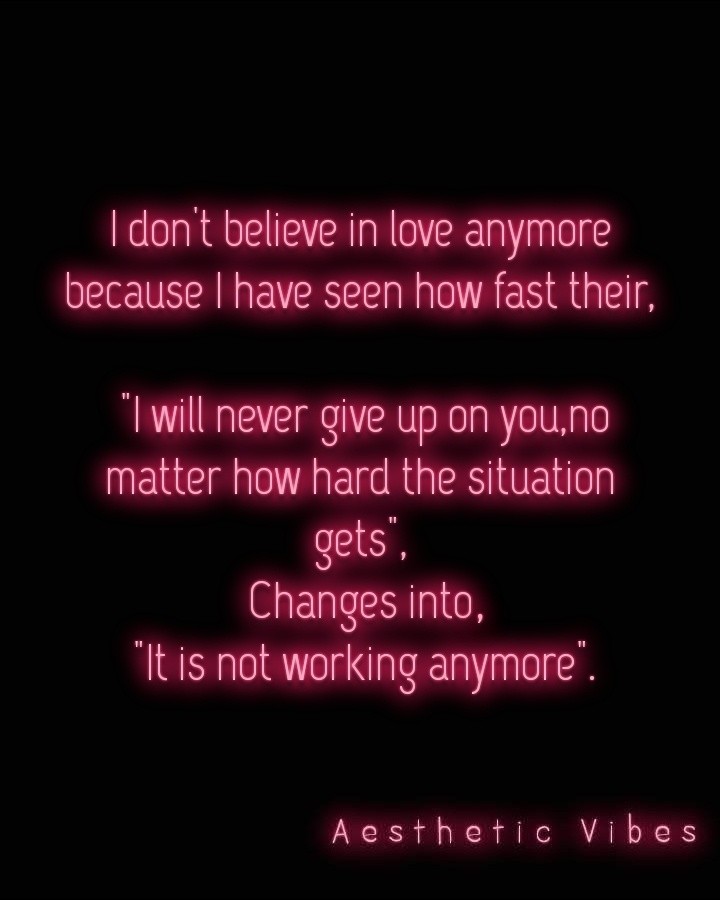 I don't believe in love anymore
because I have seen how fast their,
"I will never give up on you,no
matter how hard the situation
gets",
Changes into,
"It is not working anymore".
Aesthetic Vibes